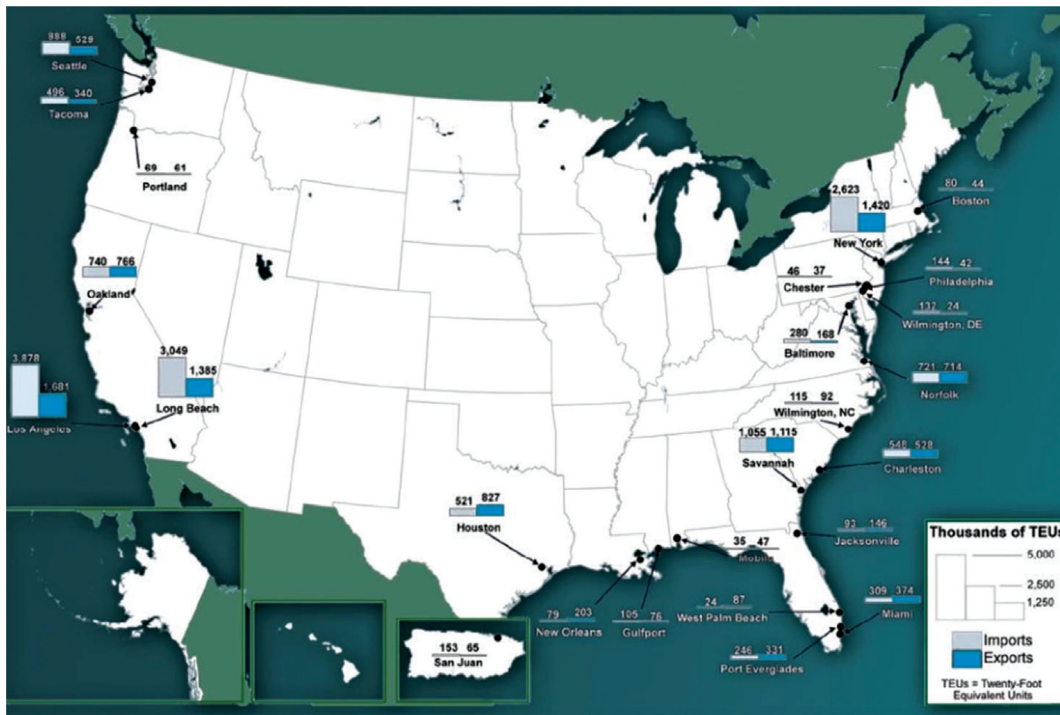 888 529
Seattle
496 340
Tacoma
69 61
Portland
740 766
Oakland
3,878
1,681
Los Angeles
3,049
1,385
Long Beach
521 827
Houston
2,623
1,420
New York
80 44
Boston
46 37
Chester
144 42
Philadelphia
132 24
Wilmington, DE
280 168
Baltimore
721 714
Norfolk
115 92
Wilmington, NC
1,055 1,115
Savannah
548 528
Charleston
93 146
Jacksonville
35 47
Mobile
79 203
New Orleans
105 76
Gulfport
24 87
West Palm Beach
309 374
Miami
246 331
Port Everglades
153 65
San Juan
Thousands of TEUs
5,000
2,500
1,250
Imports
Exports
TEUs = Twenty-Foot
Equivalent Units